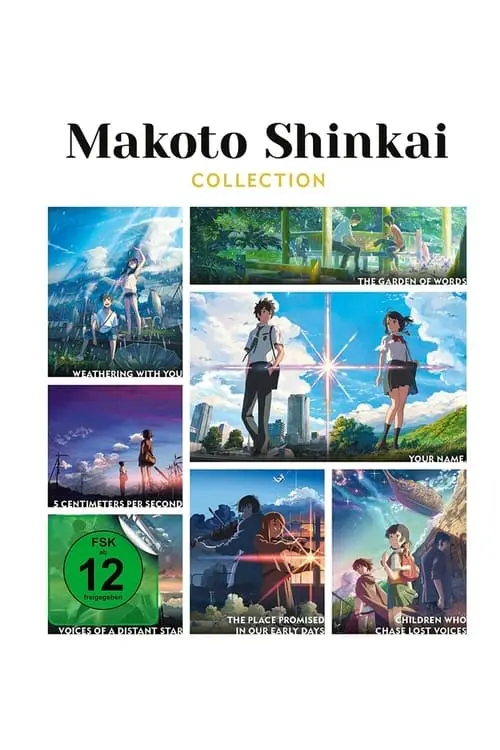 Makoto Shinkai
COLLECTION
THE GARDEN OF WORDS
WEATHERING WITH YOU
YOUR NAME.
5 CENTIMETERS PER SECOND
FSK
ab
12
freigegeben
VOICES OF A DISTANT STAR
THE PLACE PROMISED
IN OUR EARLY DAYS
CHILDREN WHO
CHASE LOST VOICES